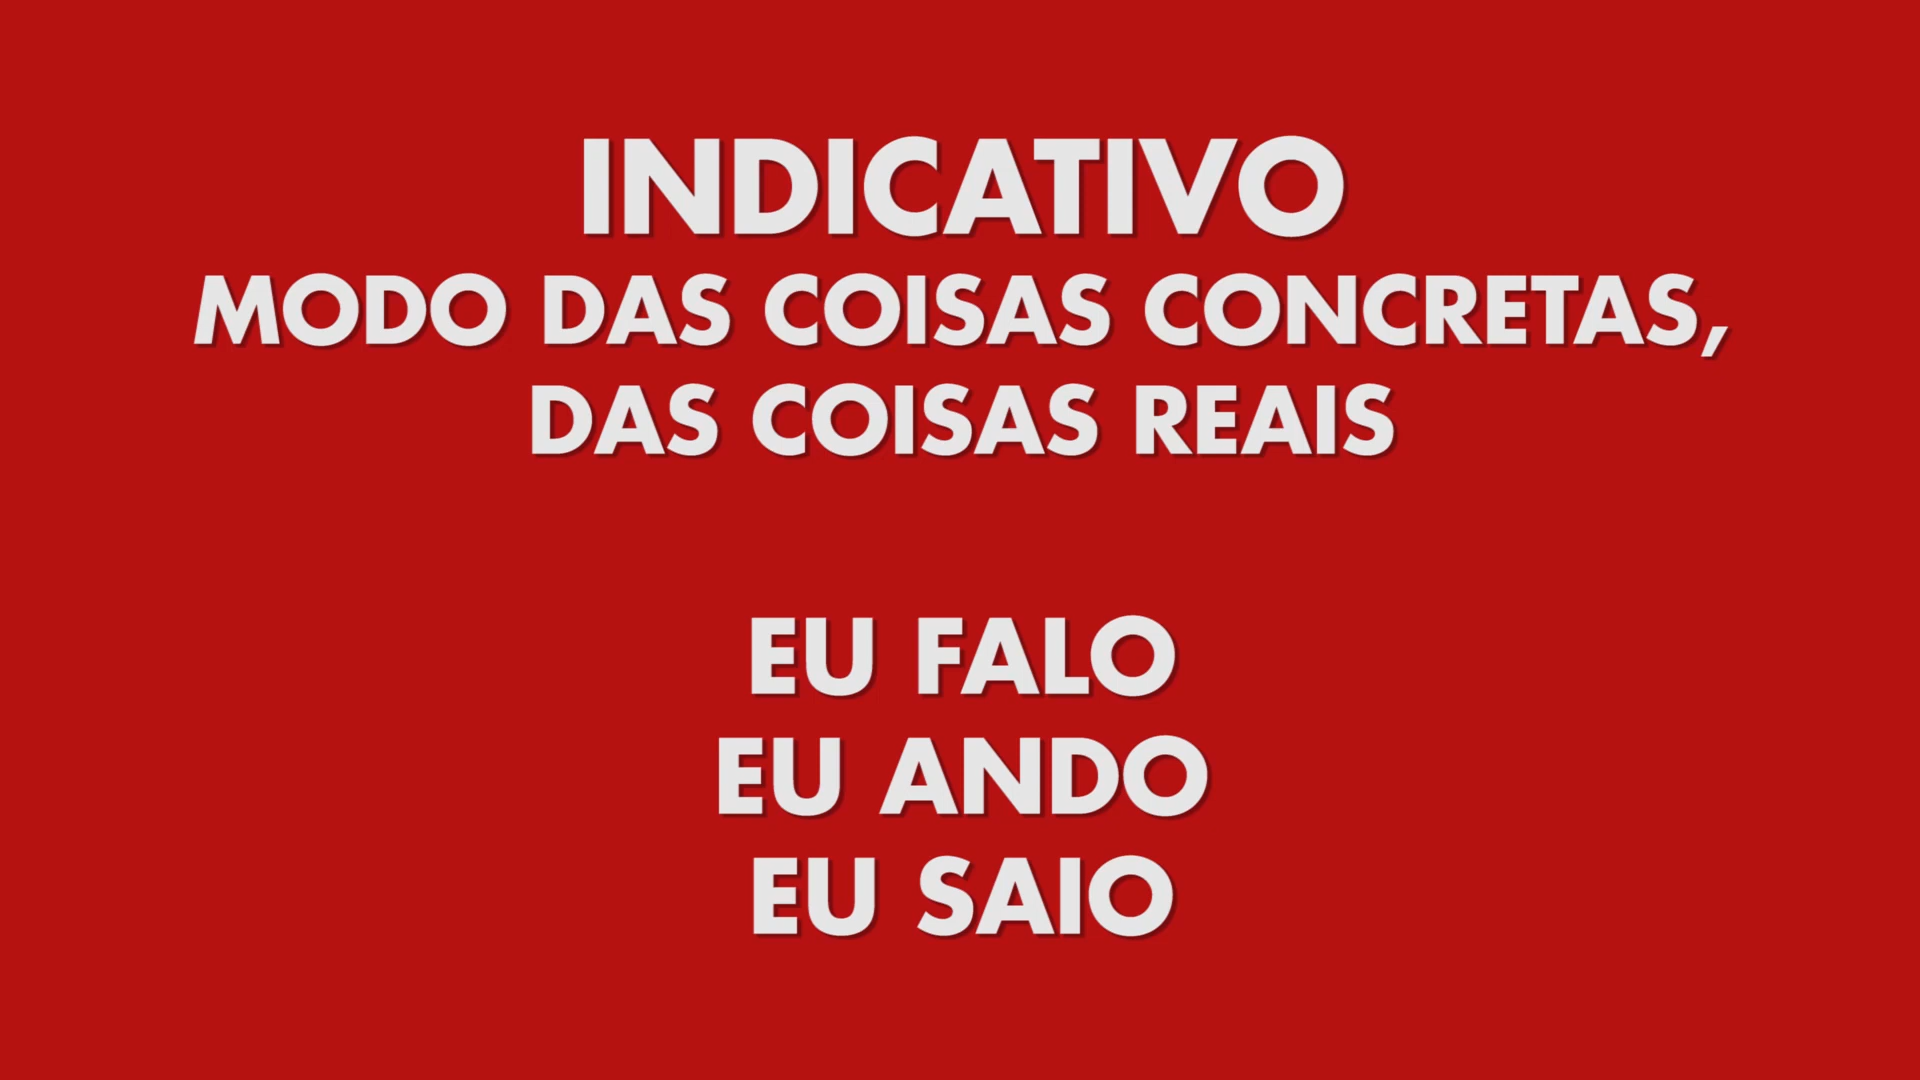 INDICATIVO
MODO DAS COISAS CONCRETAS,
DAS COISAS REAIS
EU FALO
EU ANDO
EU SAIO